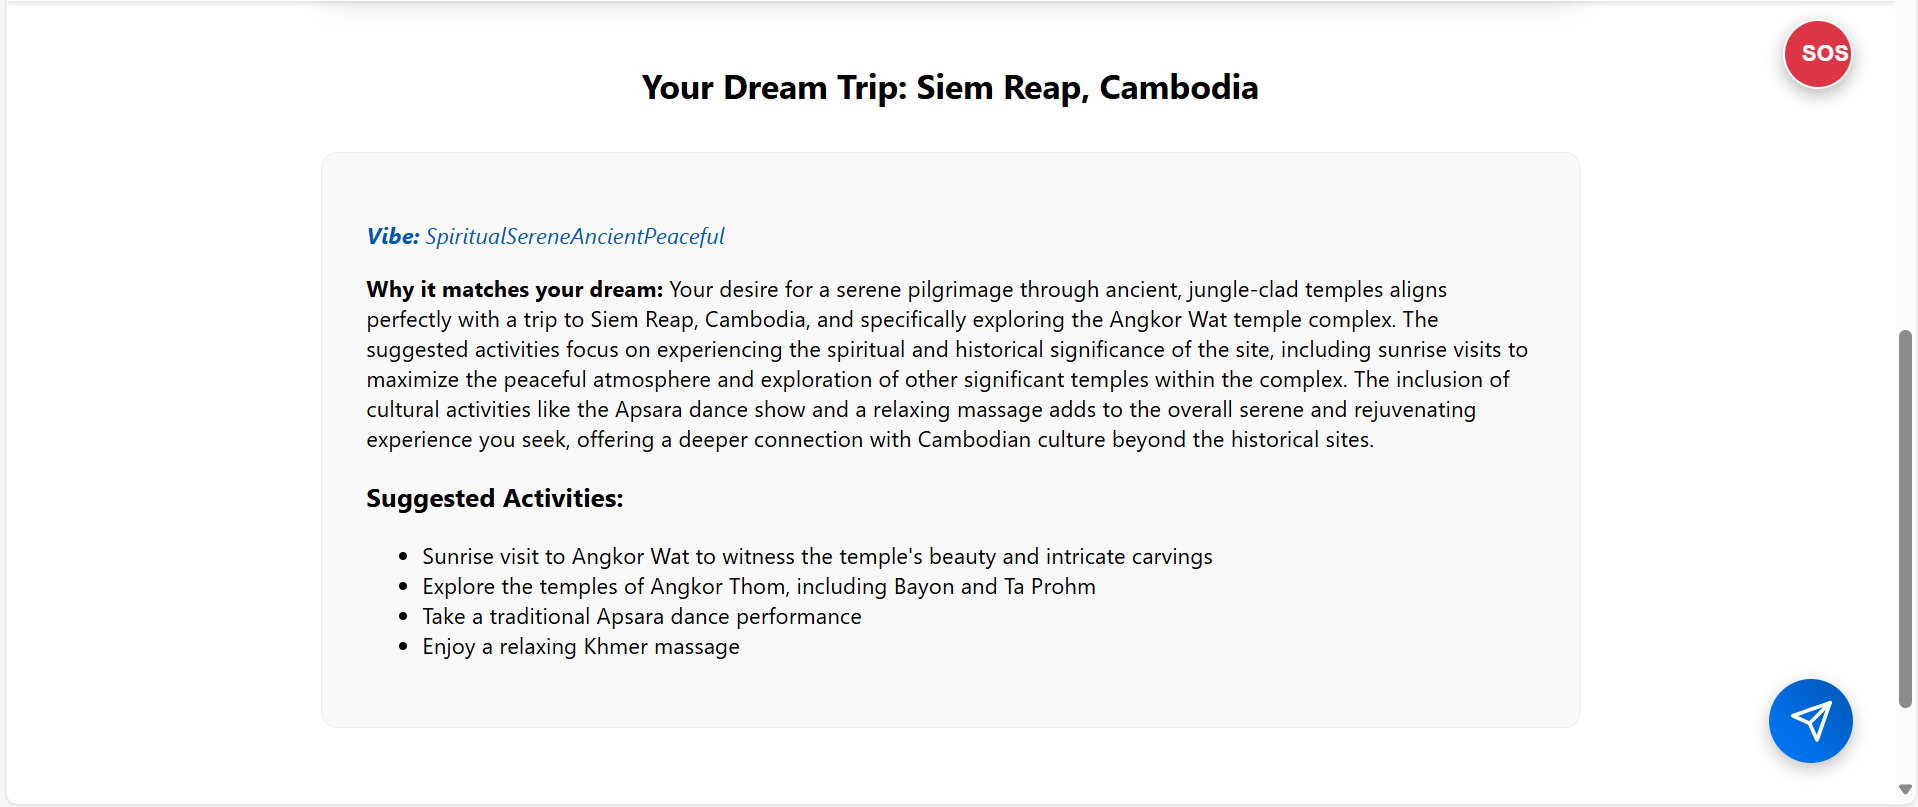 SOS
Your Dream Trip: Siem Reap, Cambodia
Vibe: SpiritualSereneAncientPeaceful
Why it matches your dream: Your desire for a serene pilgrimage through ancient, jungle-clad temples aligns
perfectly with a trip to Siem Reap, Cambodia, and specifically exploring the Angkor Wat temple complex. The
suggested activities focus on experiencing the spiritual and historical significance of the site, including sunrise visits to
maximize the peaceful atmosphere and exploration of other significant temples within the complex. The inclusion of
cultural activities like the Apsara dance show and a relaxing massage adds to the overall serene and rejuvenating
experience you seek, offering a deeper connection with Cambodian culture beyond the historical sites.
Suggested Activities:
• Sunrise visit to Angkor Wat to witness the temple's beauty and intricate carvings
• Explore the temples of Angkor Thom, including Bayon and Ta Prohm
• Take a traditional Apsara dance performance
• Enjoy a relaxing Khmer massage